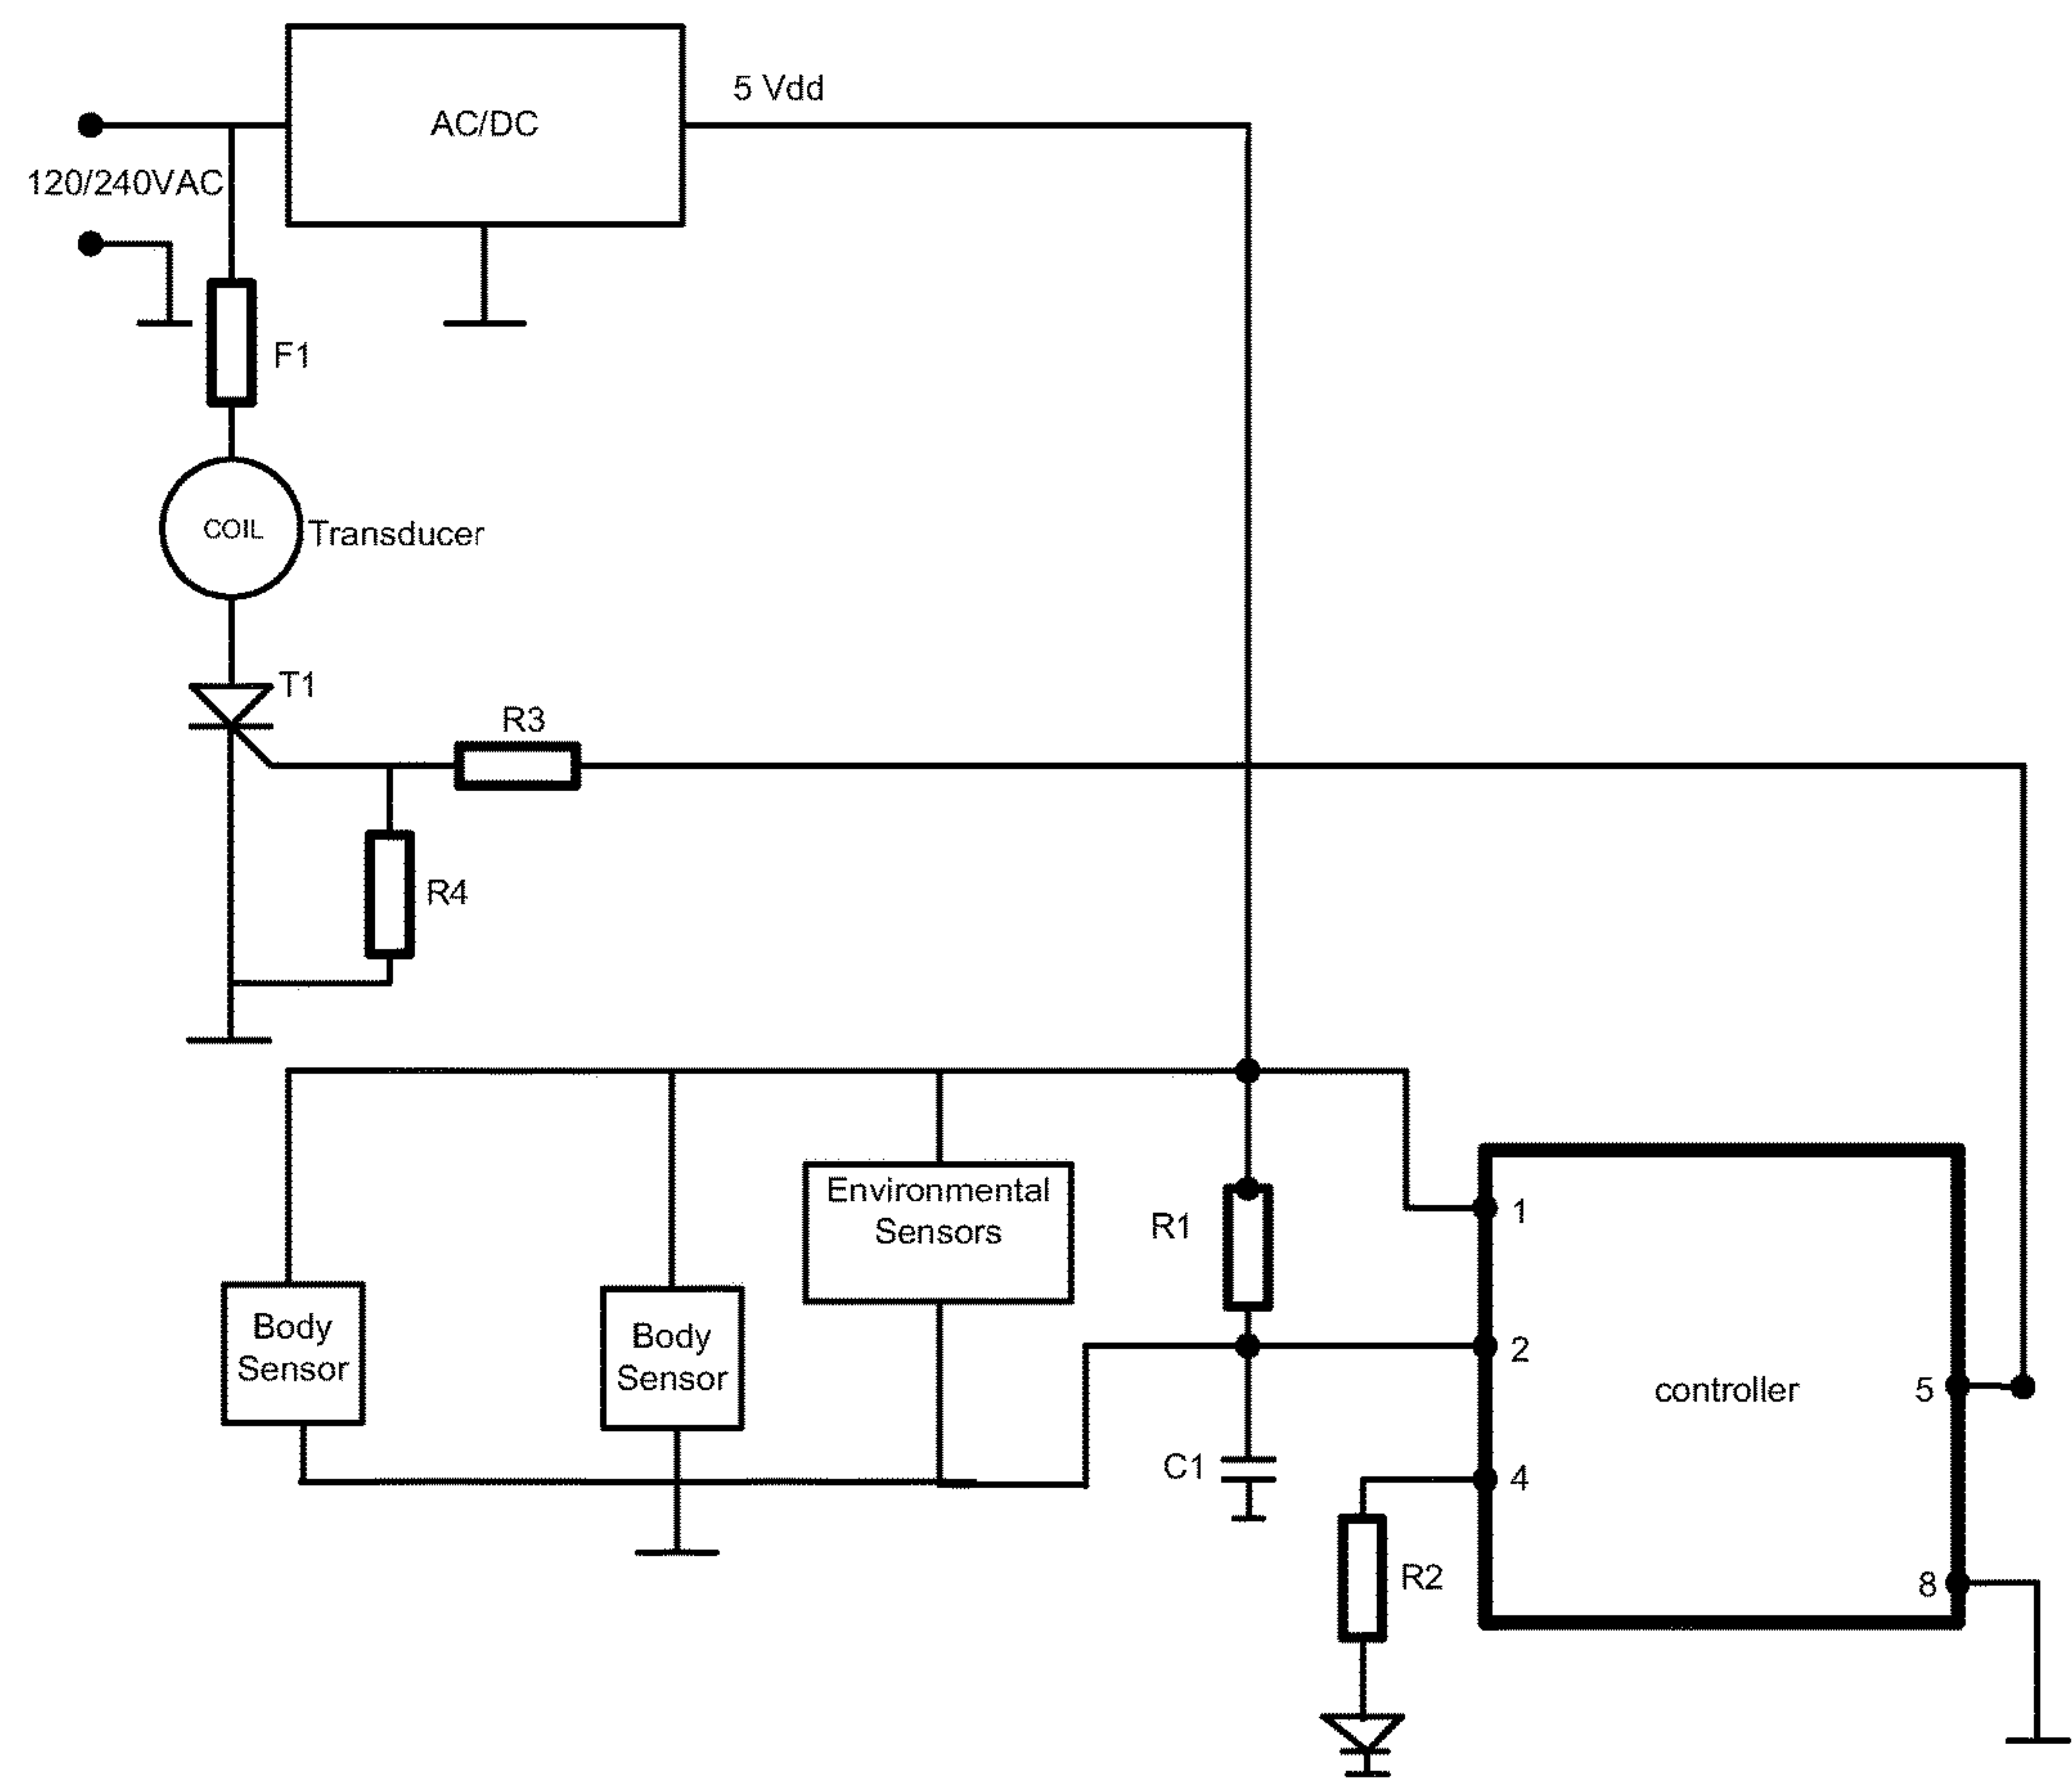 5 Vdd
AC/DC
120/240VAC
F1
COIL
Transducer
T1
R3
R4
Environmental
Sensors
R1
1
Body
Sensor
Body
Sensor
2
controller
5
C1
4
R2
8